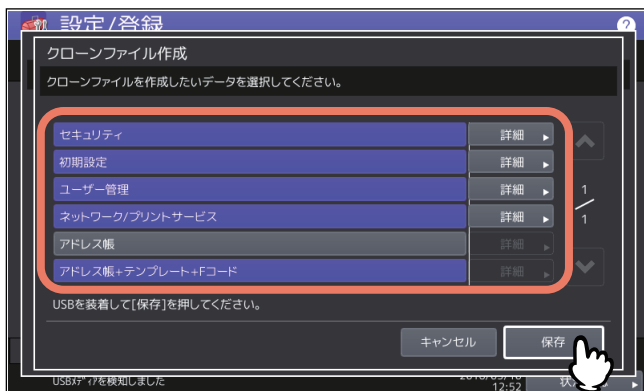 設定/登録
?
クローンファイル作成
クローンファイルを作成したいデータを選択してください。
セキュリティ 詳細
初期設定 詳細
ユーザー管理 詳細
ネットワーク/プリントサービス 詳細
アドレス帳 詳細
アドレス帳+テンプレート+Fコード 詳細
1
1
USBを装着して[保存]を押してください。
キャンセル 保存
USBﾒﾃﾞｨｱを検知しました
12:52